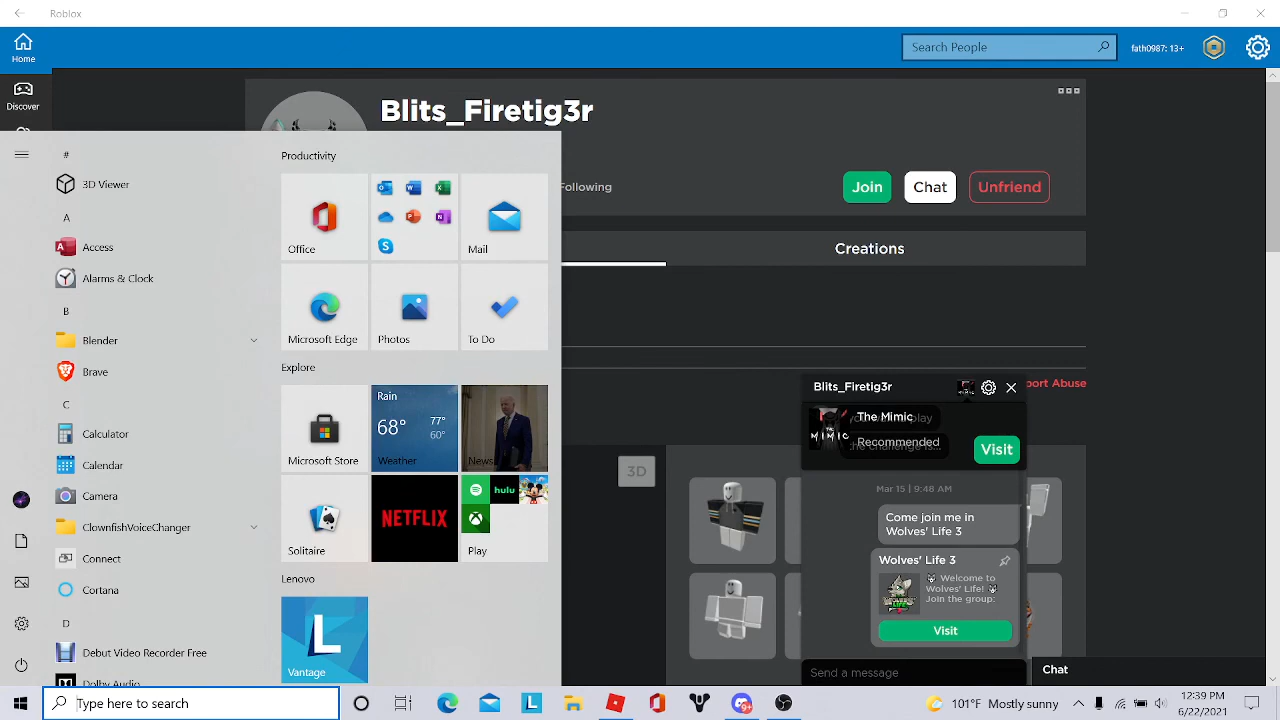 Roblox
Home
Search People
fath0987: 13+
Discover
Blits_Firetig3r
Following
Join
Chat
Unfriend
Creations
#
3D Viewer
A
Access
Alarms & Clock
B
Blender
Brave
C
Calculator
Calendar
Camera
ClownfishVoiceChanger
Connect
Cortana
D
Debut Video Recorder Free
Dolby Audio
Productivity
Office
Mail
Microsoft Edge
Photos
To Do
Explore
Microsoft Store
Rain
68°
77°
60°
Weather
News
Solitaire
NETFLIX
hulu
Play
Lenovo
L
Vantage
3D
port Abuse
Blits_Firetig3r
The Mimic
Recommended
MIMIC
Visit
Mar 15 | 9:48 AM
Come join me in
Wolves' Life 3
Wolves' Life 3
Welcome to
Wolves' Life!
Join the group:
Visit
Send a message
Chat
Type here to search
101°F Mostly sunny
12:39 PM
6/22/2021